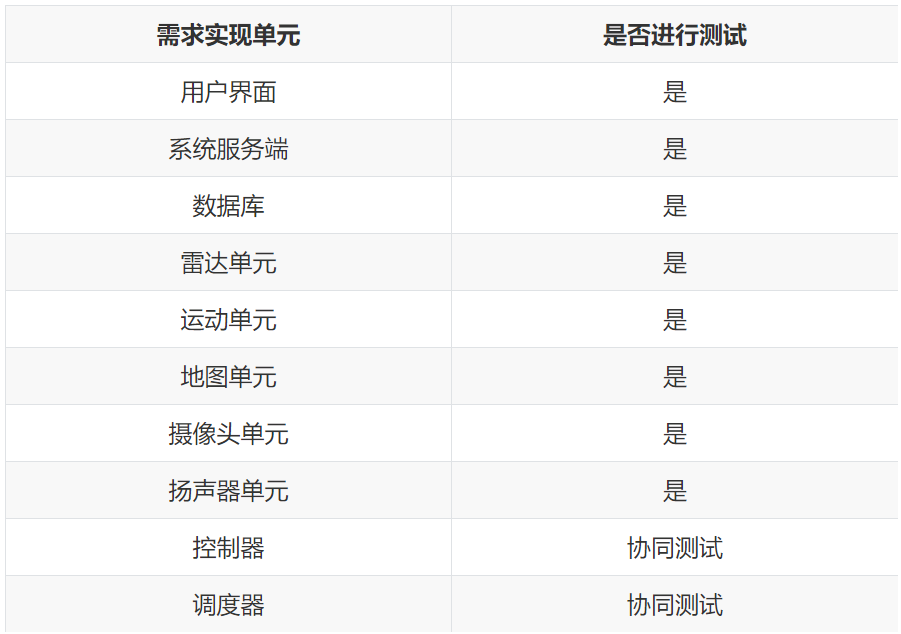 需求实现单元 是否进行测试
用户界面 是
系统服务端 是
数据库 是
雷达单元 是
运动单元 是
地图单元 是
摄像头单元 是
扬声器单元 是
控制器 协同测试
调度器 协同测试